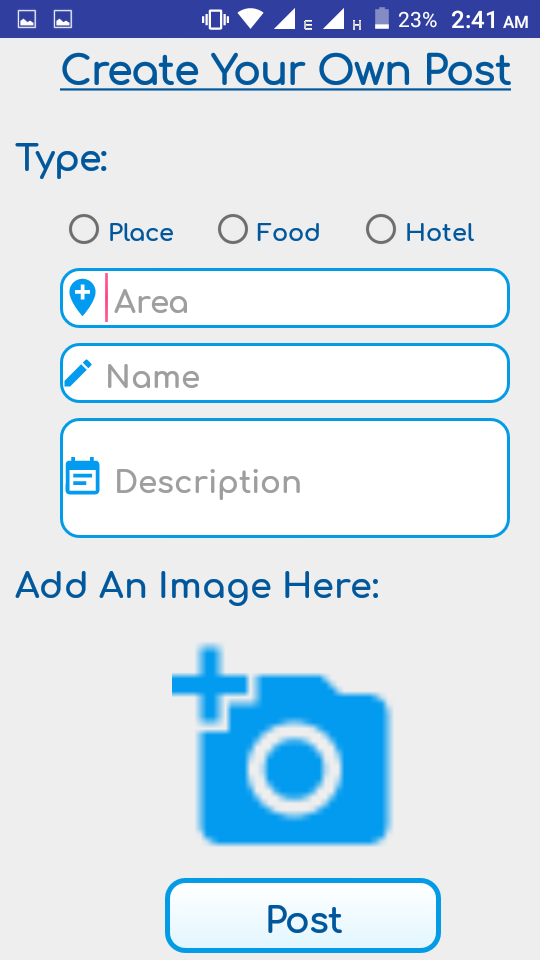 E H 23% 2:41 AM
Create Your Own Post
Type:
Place Food Hotel
Area
Name
Description
Add An Image Here:
Post